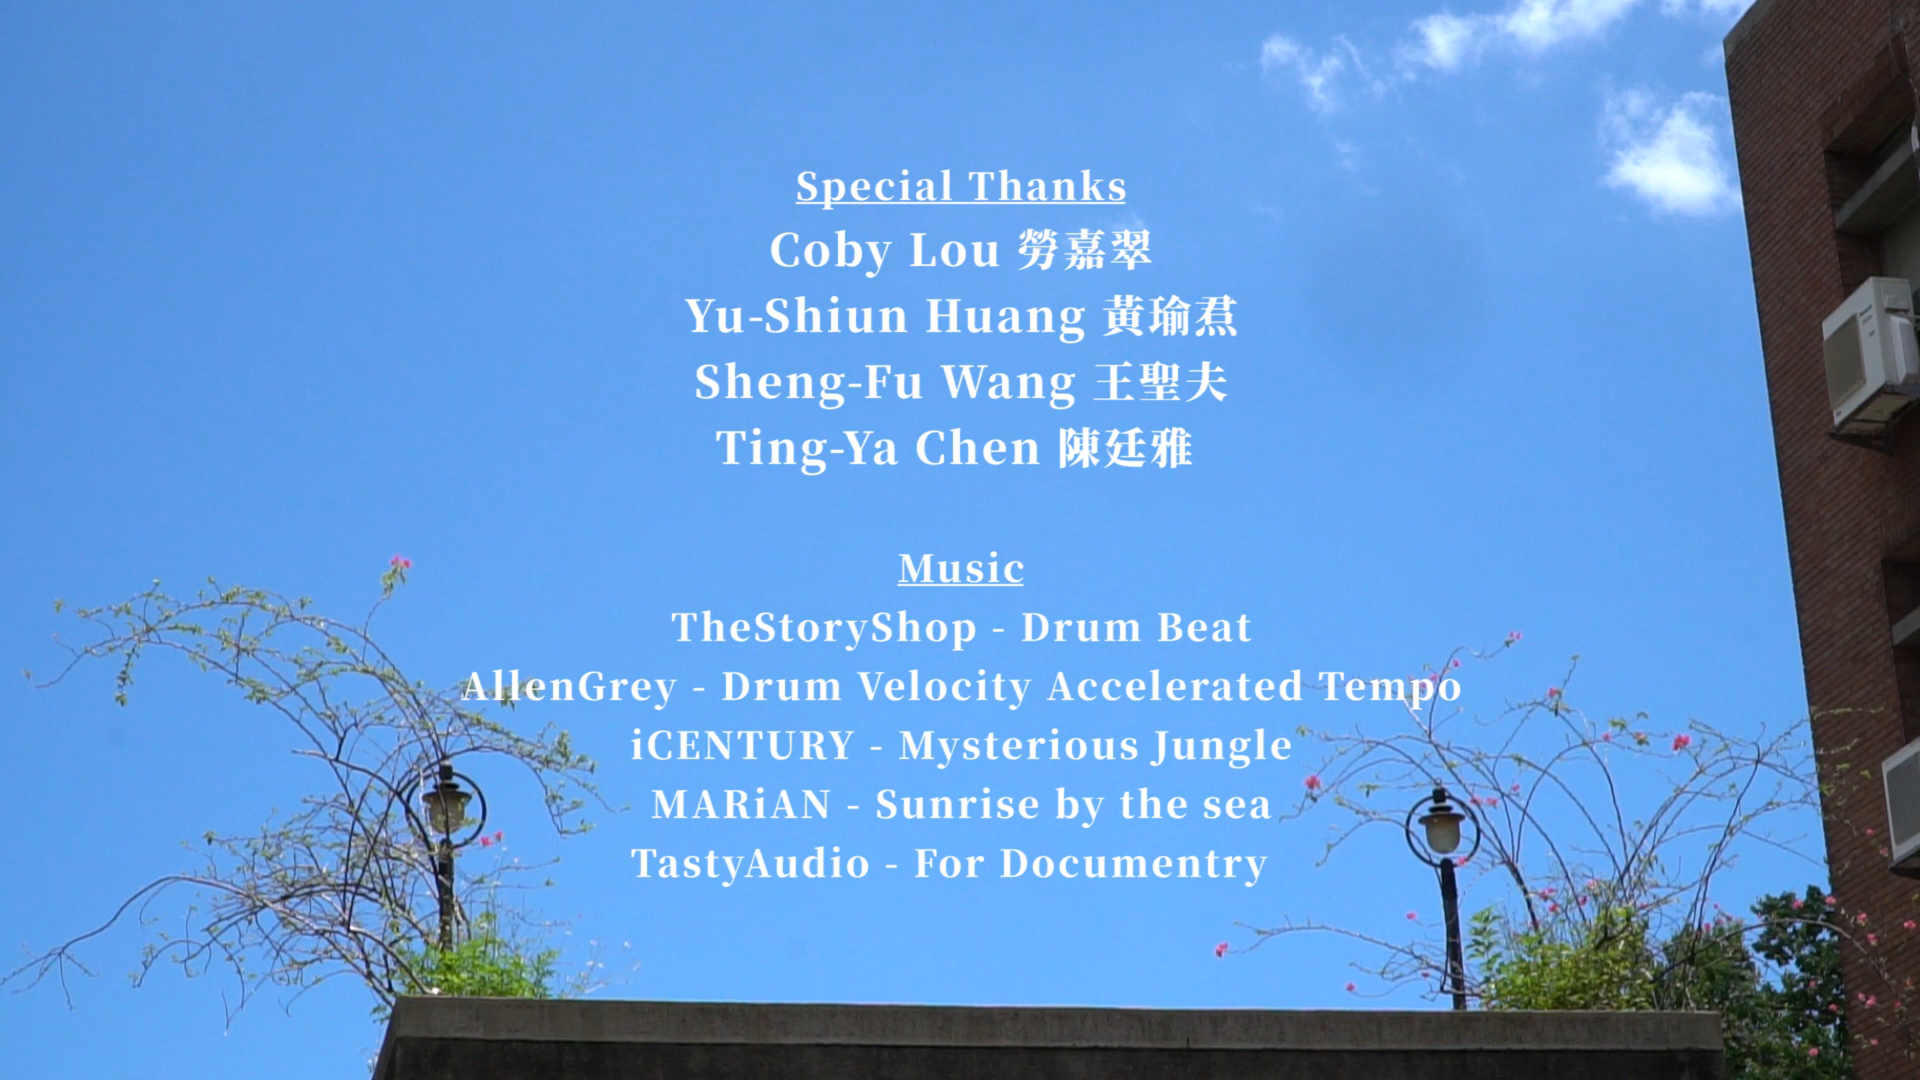 Special Thanks
Coby Lou 勞嘉翠
Yu-Shiun Huang 黃瑜焄
Sheng-Fu Wang 王聖夫
Ting-Ya Chen 陳廷雅
Music
TheStoryShop - Drum Beat
AllenGrey - Drum Velocity Accelerated Tempo
iCENTURY - Mysterious Jungle
MARiAN - Sunrise by the sea
TastyAudio - For Documentry